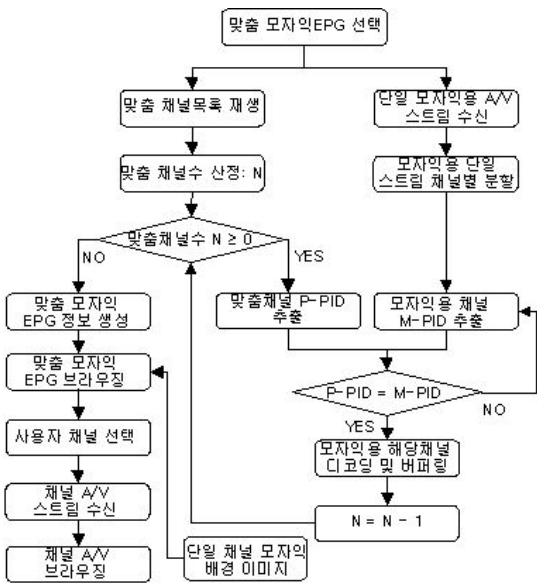 맞춤 모자익EPG 선택
맞춤 채널목록 재생
단일 모자익용 A/V
스트림 수신
맞춤 채널수 산정: N
모자익용 단일
스트림 채널별 분할
맞춤채널수 N ≥ 0
NO
YES
맞춤 모자익
EPG 정보 생성
맞춤채널 P-PID
추출
모자익용 채널
M-PID 추출
맞춤 모자익
EPG 브라우징
P-PID = M-PID
NO
YES
사용자 채널 선택
모자익용 해당채널
디코딩 및 버퍼링
채널 A/V
스트림 수신
N = N - 1
채널 A/V
브라우징
단일 채널 모자익
배경 이미지